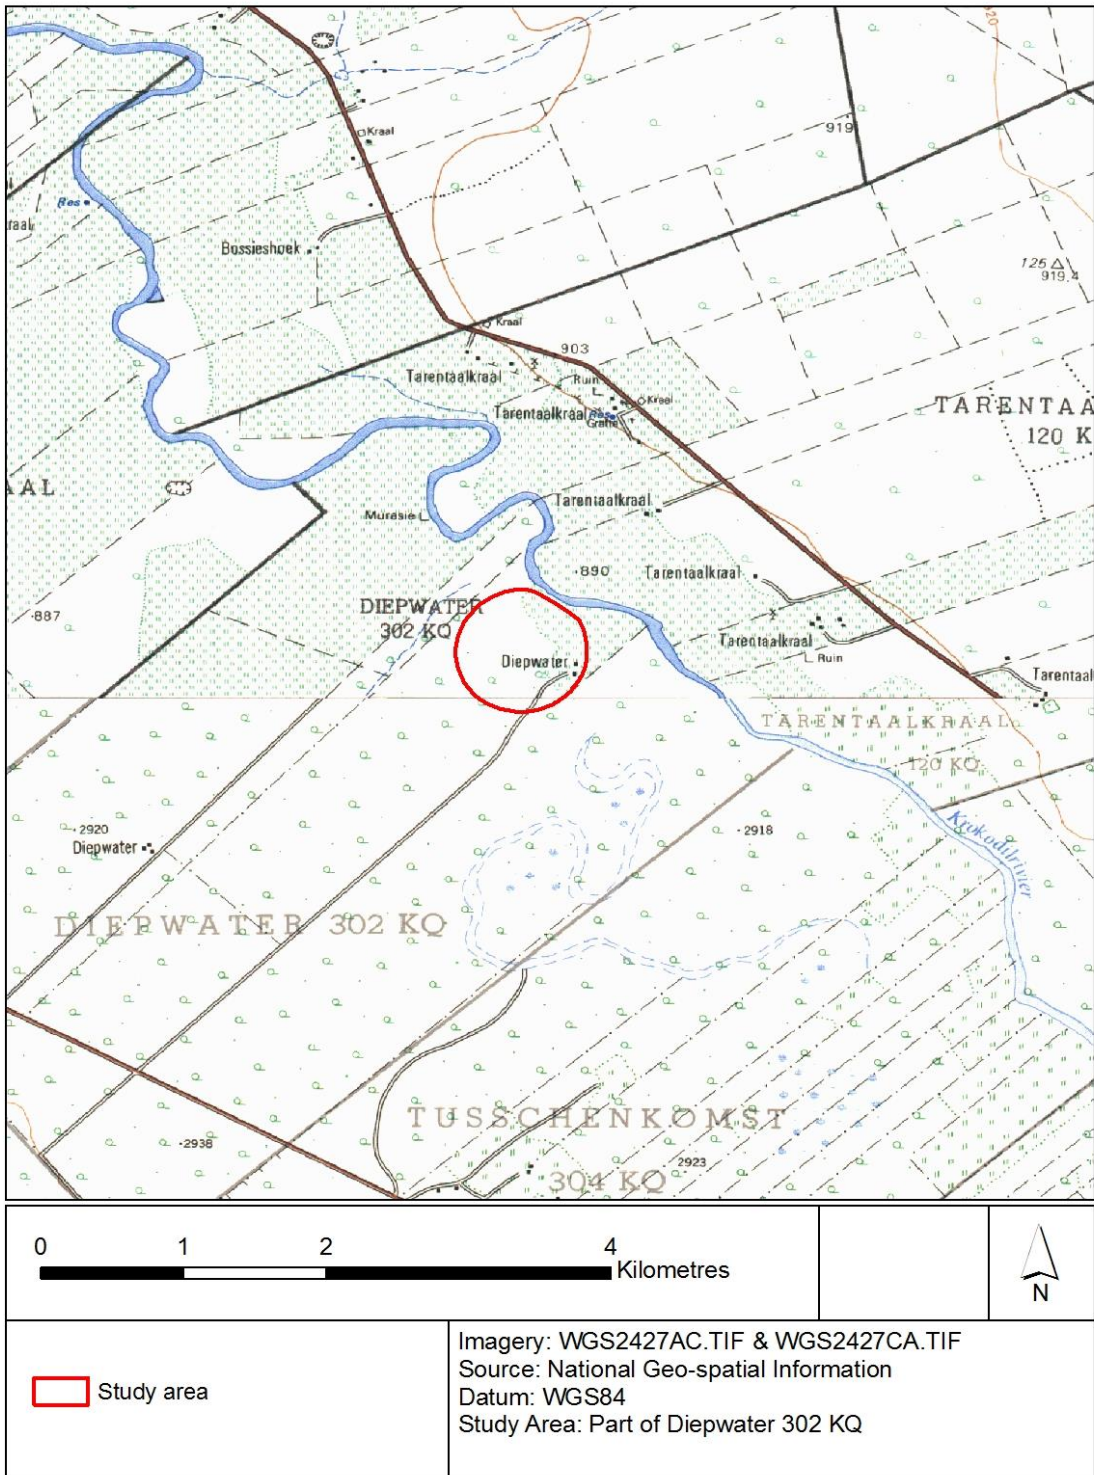 920
Kraal
919
Res
raal
Bossieshoek
125
919,4
Kraal
903
Tarentaalkraal
Ruin
Kraal
Tarentaalkraal
Res
TARENTAA
120 K
AAL
Tarentaalkraal
Murasie
890
Tarentaalkraal
DIEPWATER
302 KQ
887
Tarentaalkraal
Diepwater
Ruin
Tarentaal
TARENTAALKRAAL
120 KQ
2920
Diepwater
2918
Krokodilrivier
DIEPWATER 302 KQ
TUSSCHENKOMST
2938
2923
304 KQ
0 1 2 4
Kilometres
N
Study area
Imagery: WGS2427AC.TIF & WGS2427CA.TIF
Source: National Geo-spatial Information
Datum: WGS84
Study Area: Part of Diepwater 302 KQ